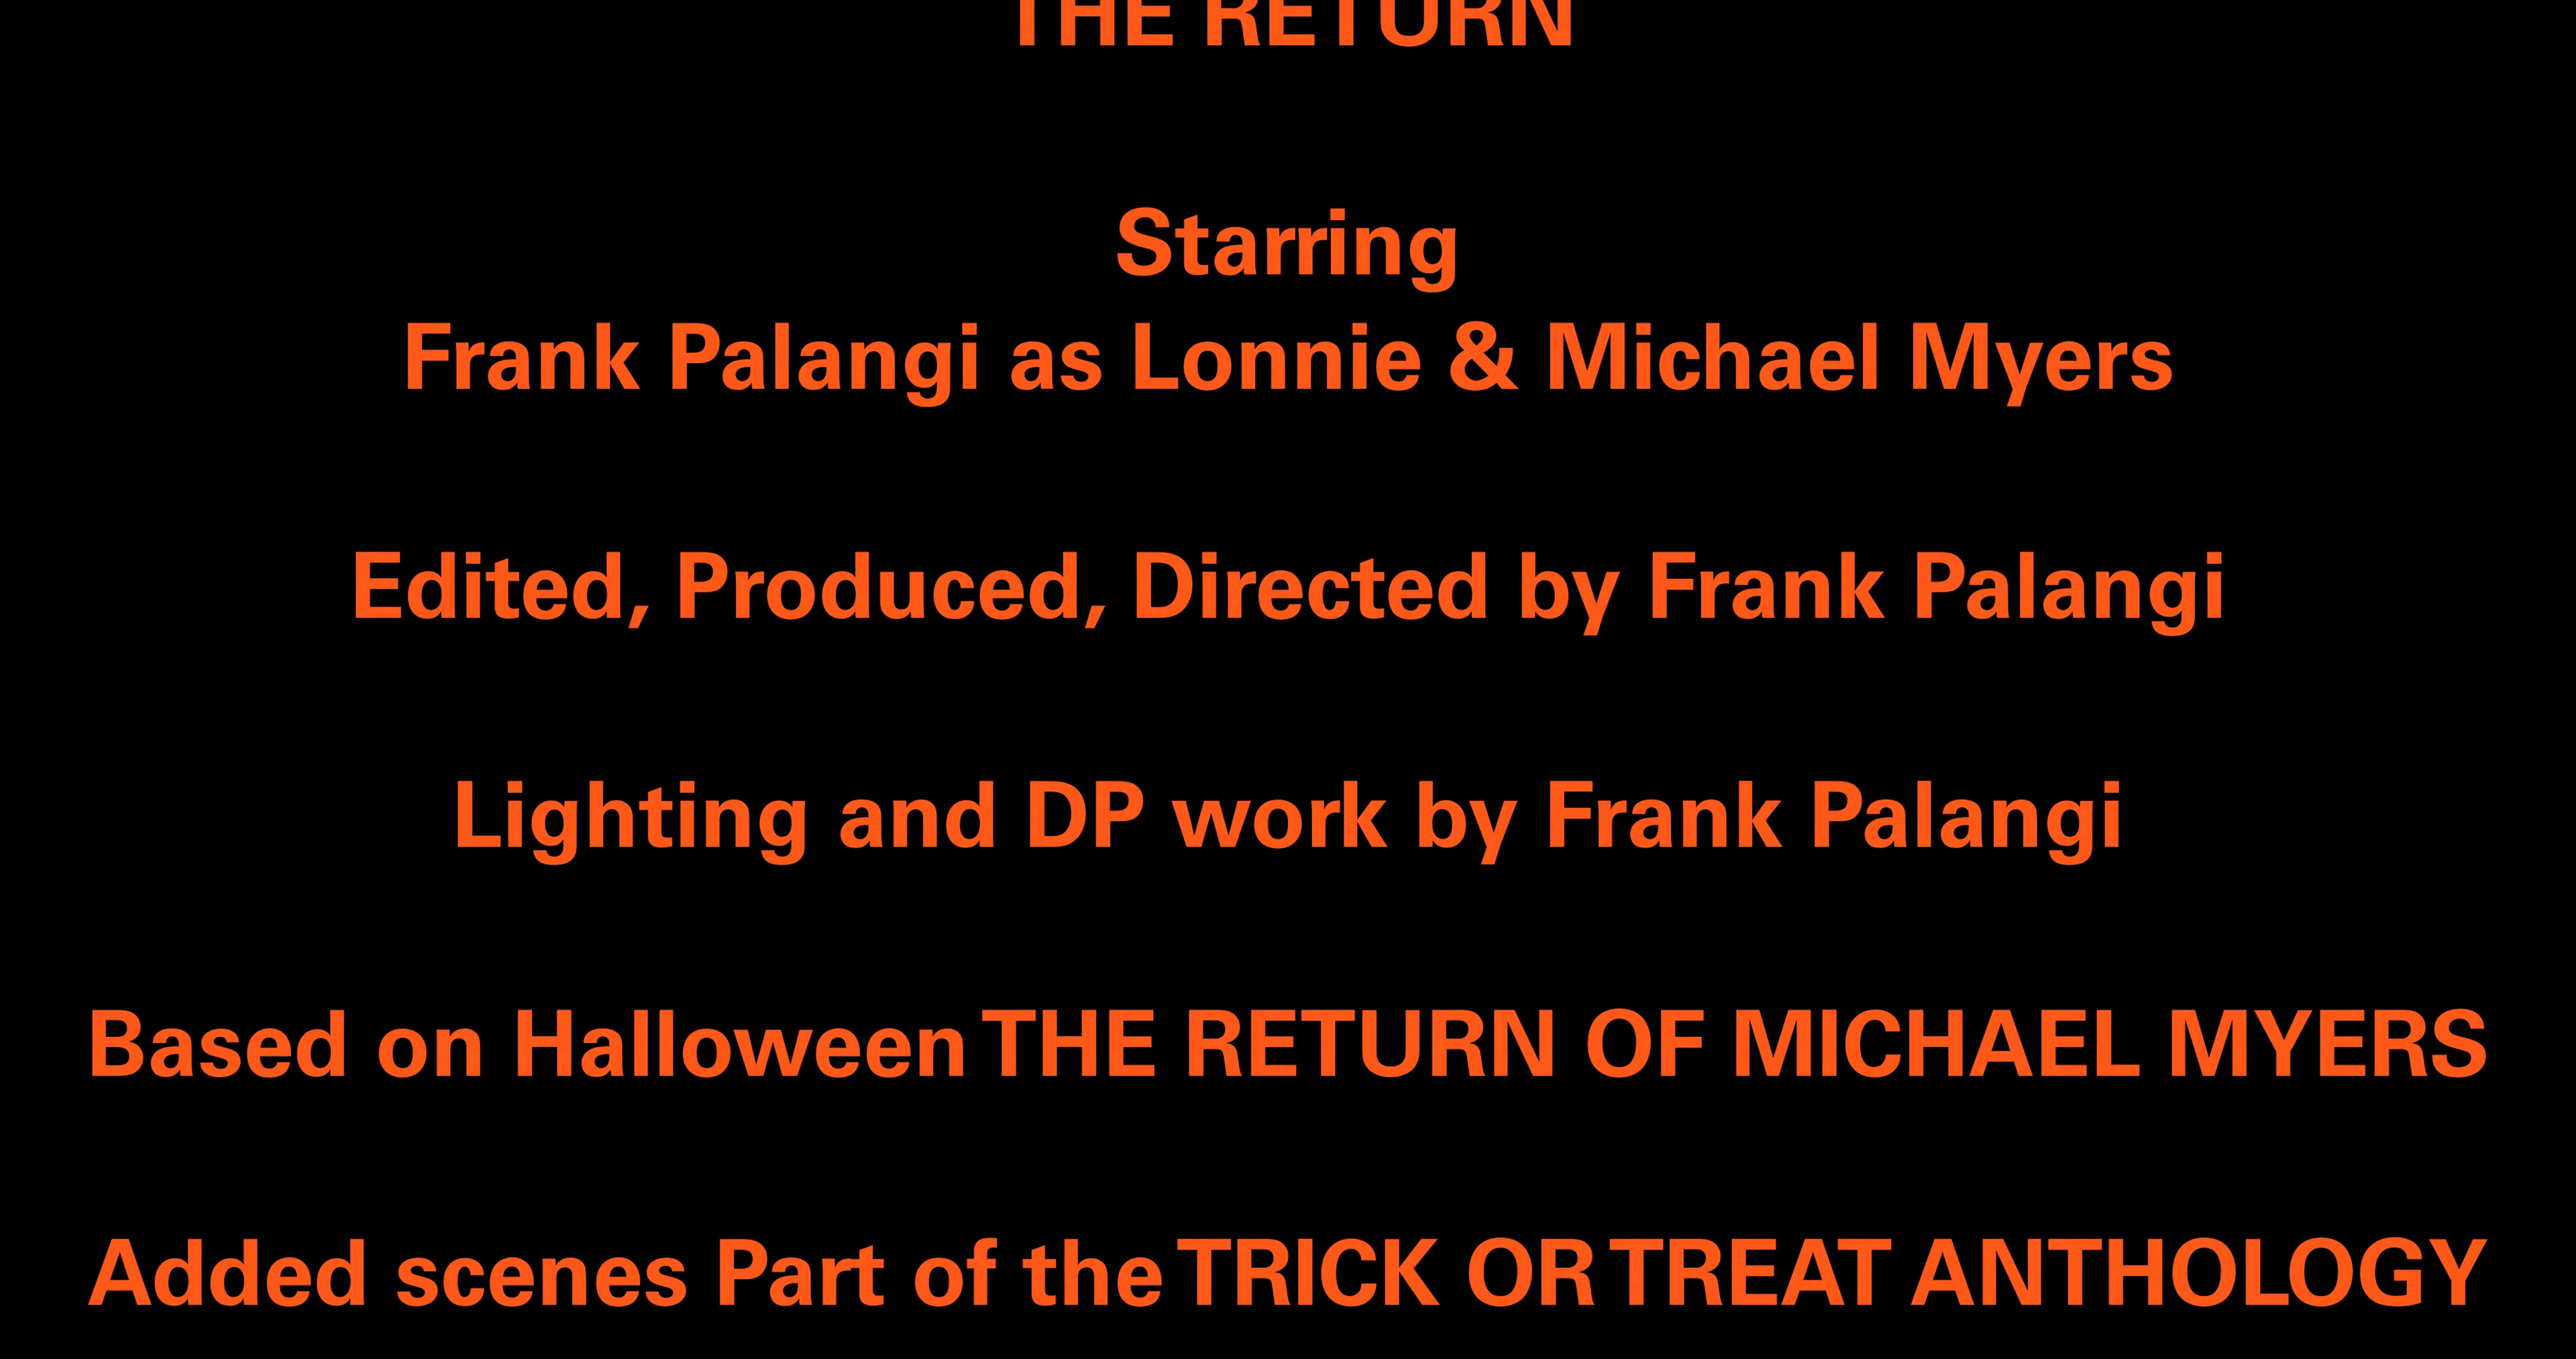 THE RETURN
Starring
Frank Palangi as Lonnie & Michael Myers
Edited, Produced, Directed by Frank Palangi
Lighting and DP work by Frank Palangi
Based on Halloween THE RETURN OF MICHAEL MYERS
Added scenes Part of the TRICK OR TREAT ANTHOLOGY